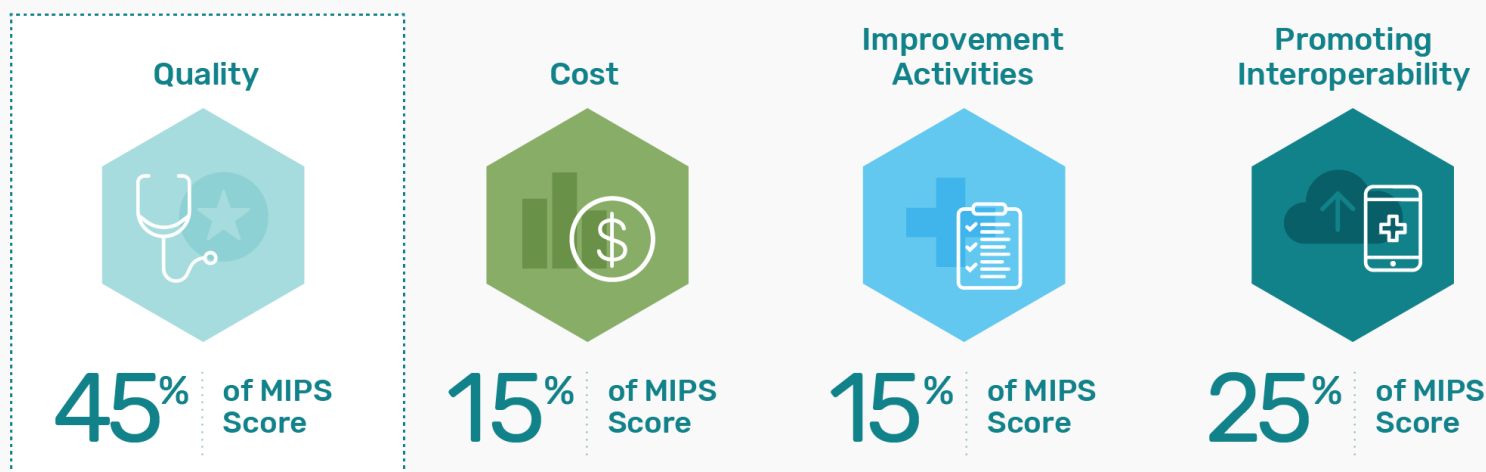 Quality
45% of MIPS
Score
Cost
15% of MIPS
Score
Improvement
Activities
15% of MIPS
Score
Promoting
Interoperability
25% of MIPS
Score